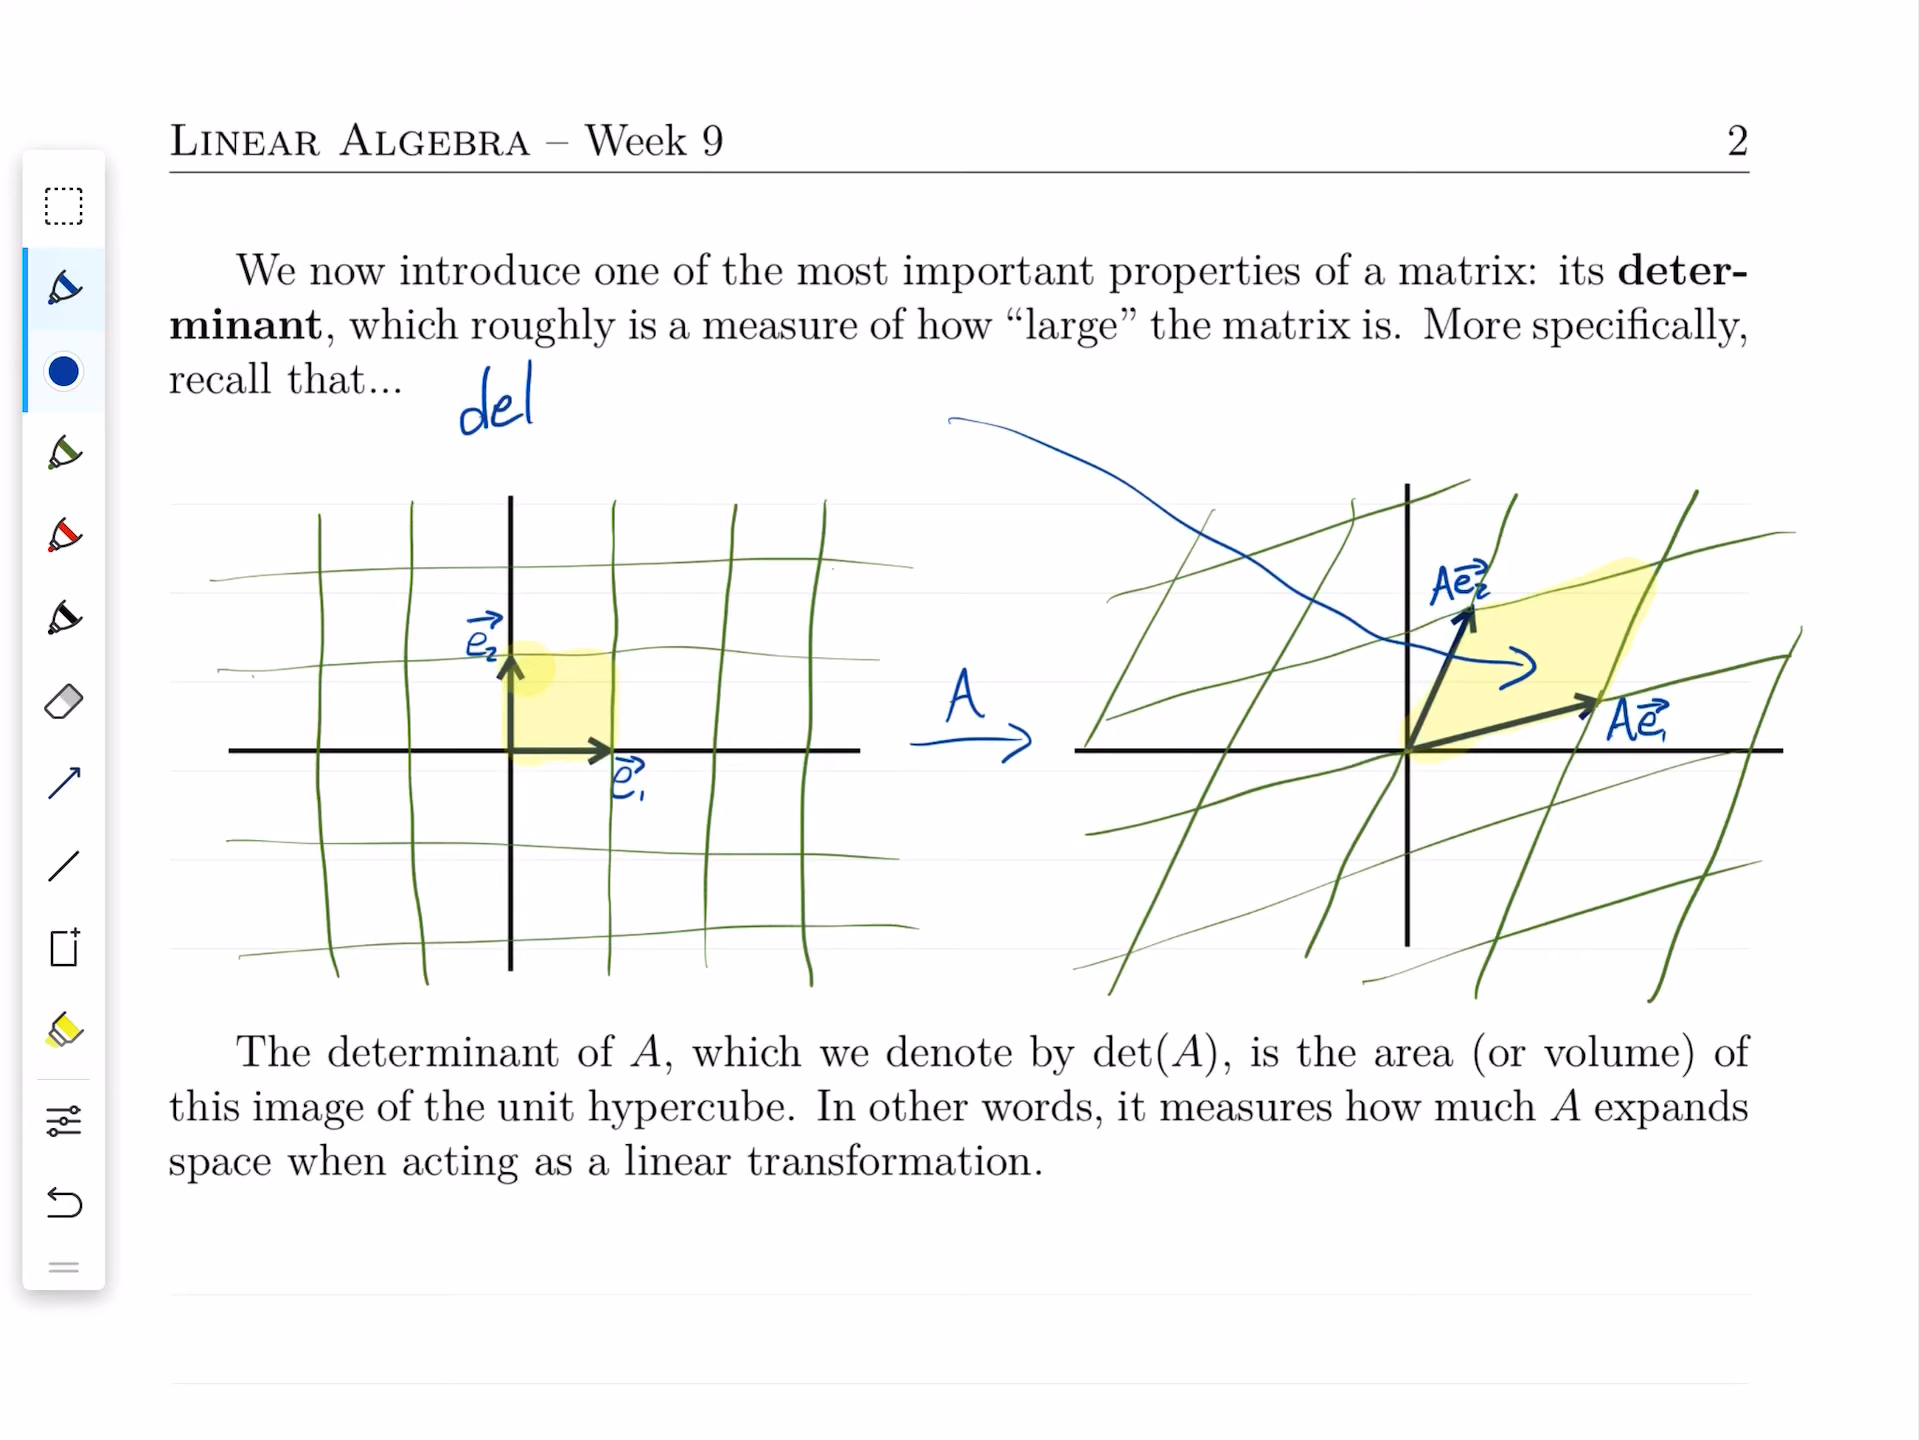 LINEAR ALGEBRA – Week 9 2
We now introduce one of the most important properties of a matrix: its deter-
minant, which roughly is a measure of how “large” the matrix is. More specifically,
recall that...
del
Ae⃗₂
e⃗₂
A
Ae⃗₁
e⃗₁
The determinant of A, which we denote by det(A), is the area (or volume) of
this image of the unit hypercube. In other words, it measures how much A expands
space when acting as a linear transformation.